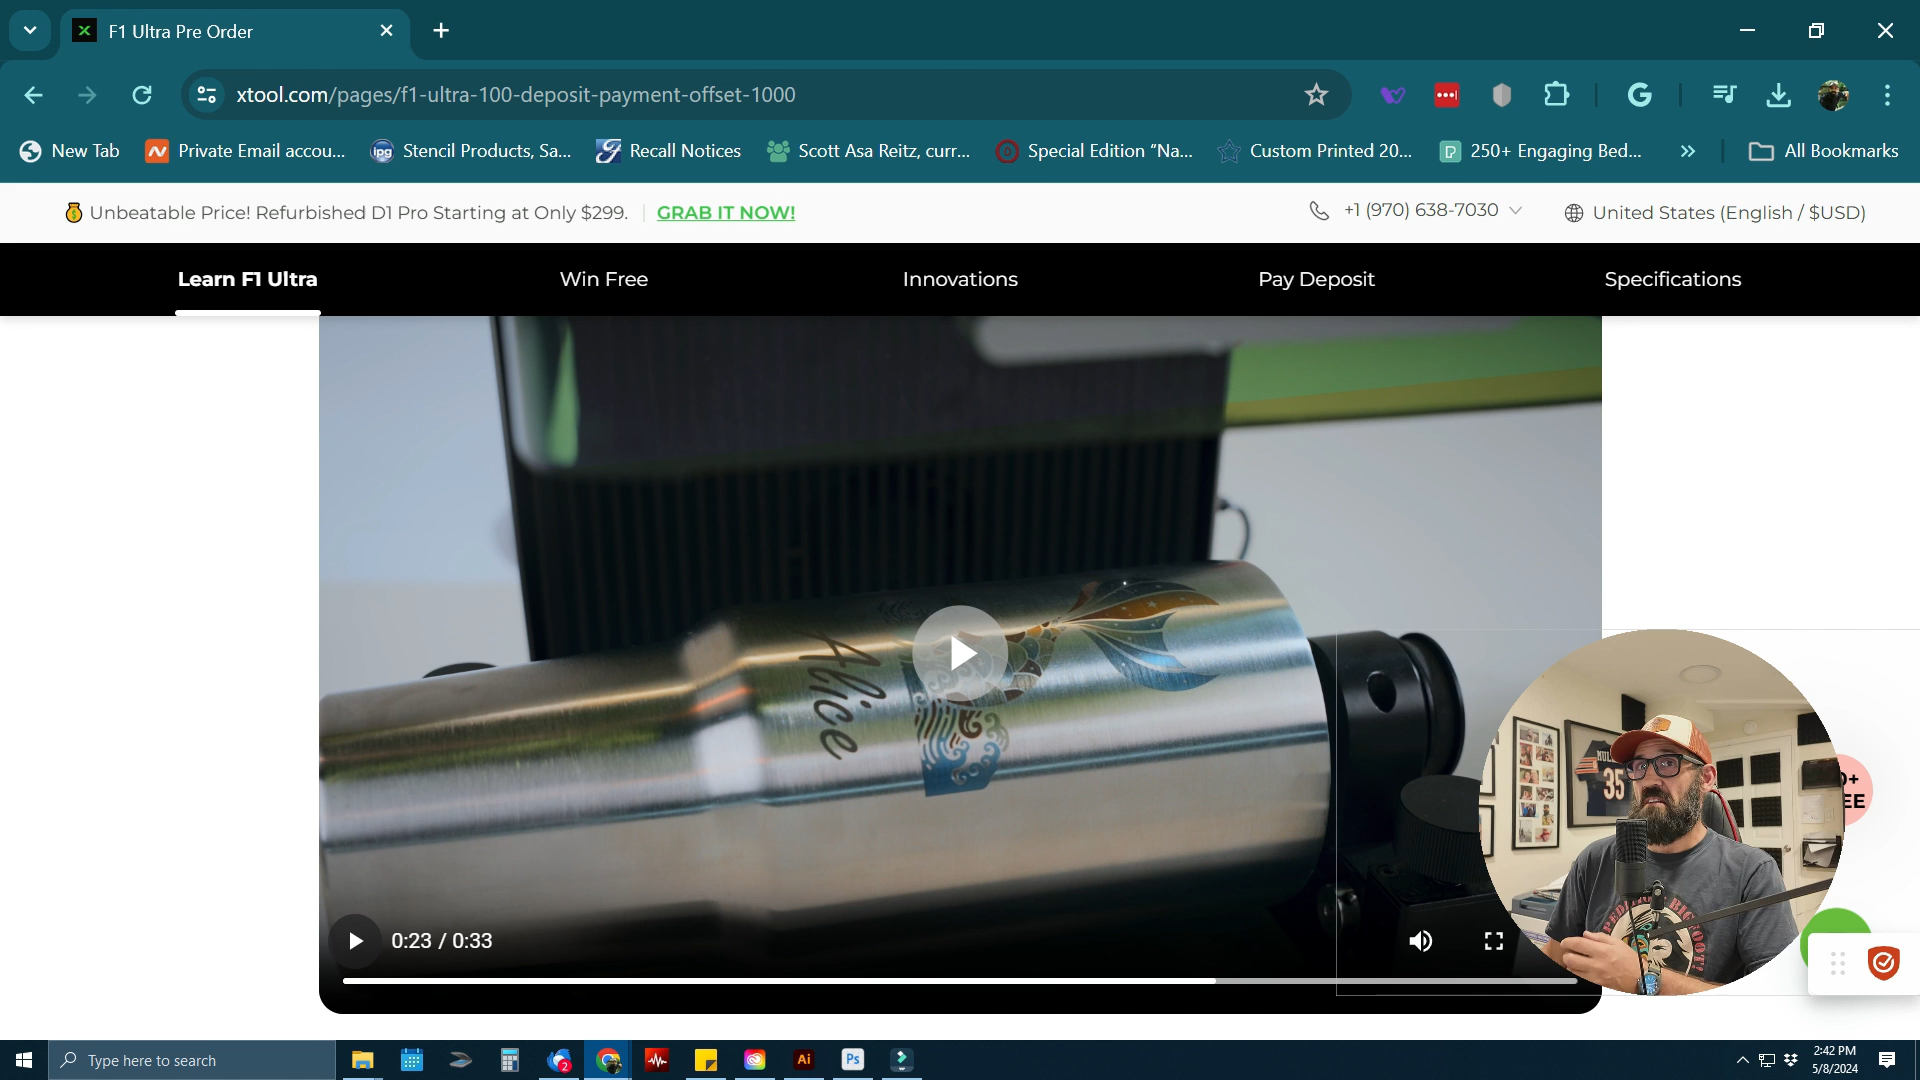 F1 Ultra Pre Order
xtool.com/pages/f1-ultra-100-deposit-payment-offset-1000
New Tab
Private Email accou...
Stencil Products, Sa...
Recall Notices
Scott Asa Reitz, curr...
Special Edition “Na...
Custom Printed 20...
250+ Engaging Bed...
All Bookmarks
Unbeatable Price! Refurbished D1 Pro Starting at Only $299.
GRAB IT NOW!
+1 (970) 638-7030
United States (English / $USD)
Learn F1 Ultra
Win Free
Innovations
Pay Deposit
Specifications
Alice
35
0:23 / 0:33
Type here to search
2
Ai
Ps
2:42 PM
5/8/2024